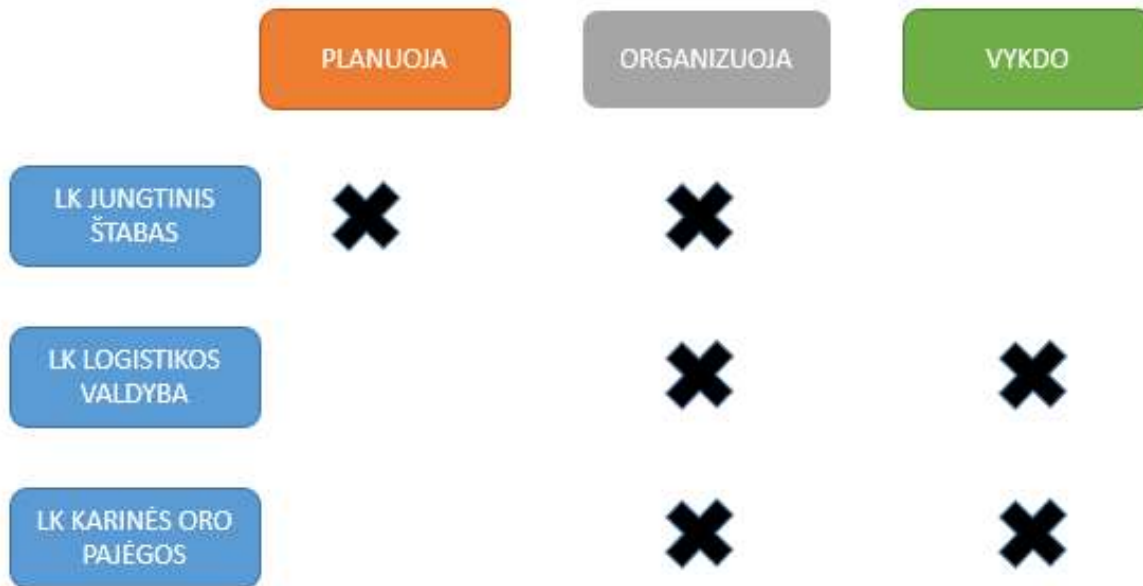 PLANUOJA
ORGANIZUOJA
VYKDO
LK JUNGTINIS
ŠTABAS
LK LOGISTIKOS
VALDYBA
LK KARINĖS ORO
PAJĖGOS